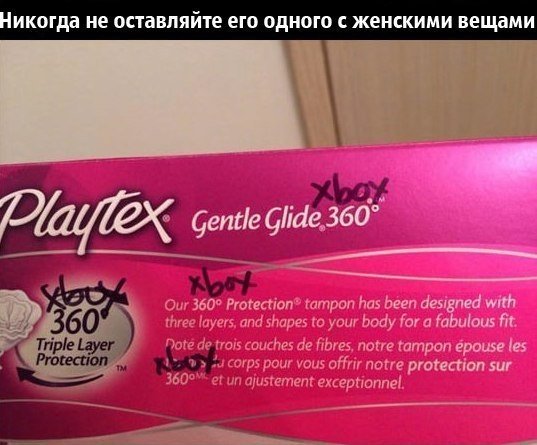 Никогда не оставляйте его одного с женскими вещами
Playtex
Gentle Glide xbox 360°
xbox
360°
Triple Layer
Protection™
xbox
Our 360° Protection® tampon has been designed with
three layers, and shapes to your body for a fabulous fit.
Doté de trois couches de fibres, notre tampon épouse les
xbox u corps pour vous offrir notre protection sur
360°MC et un ajustement exceptionnel.